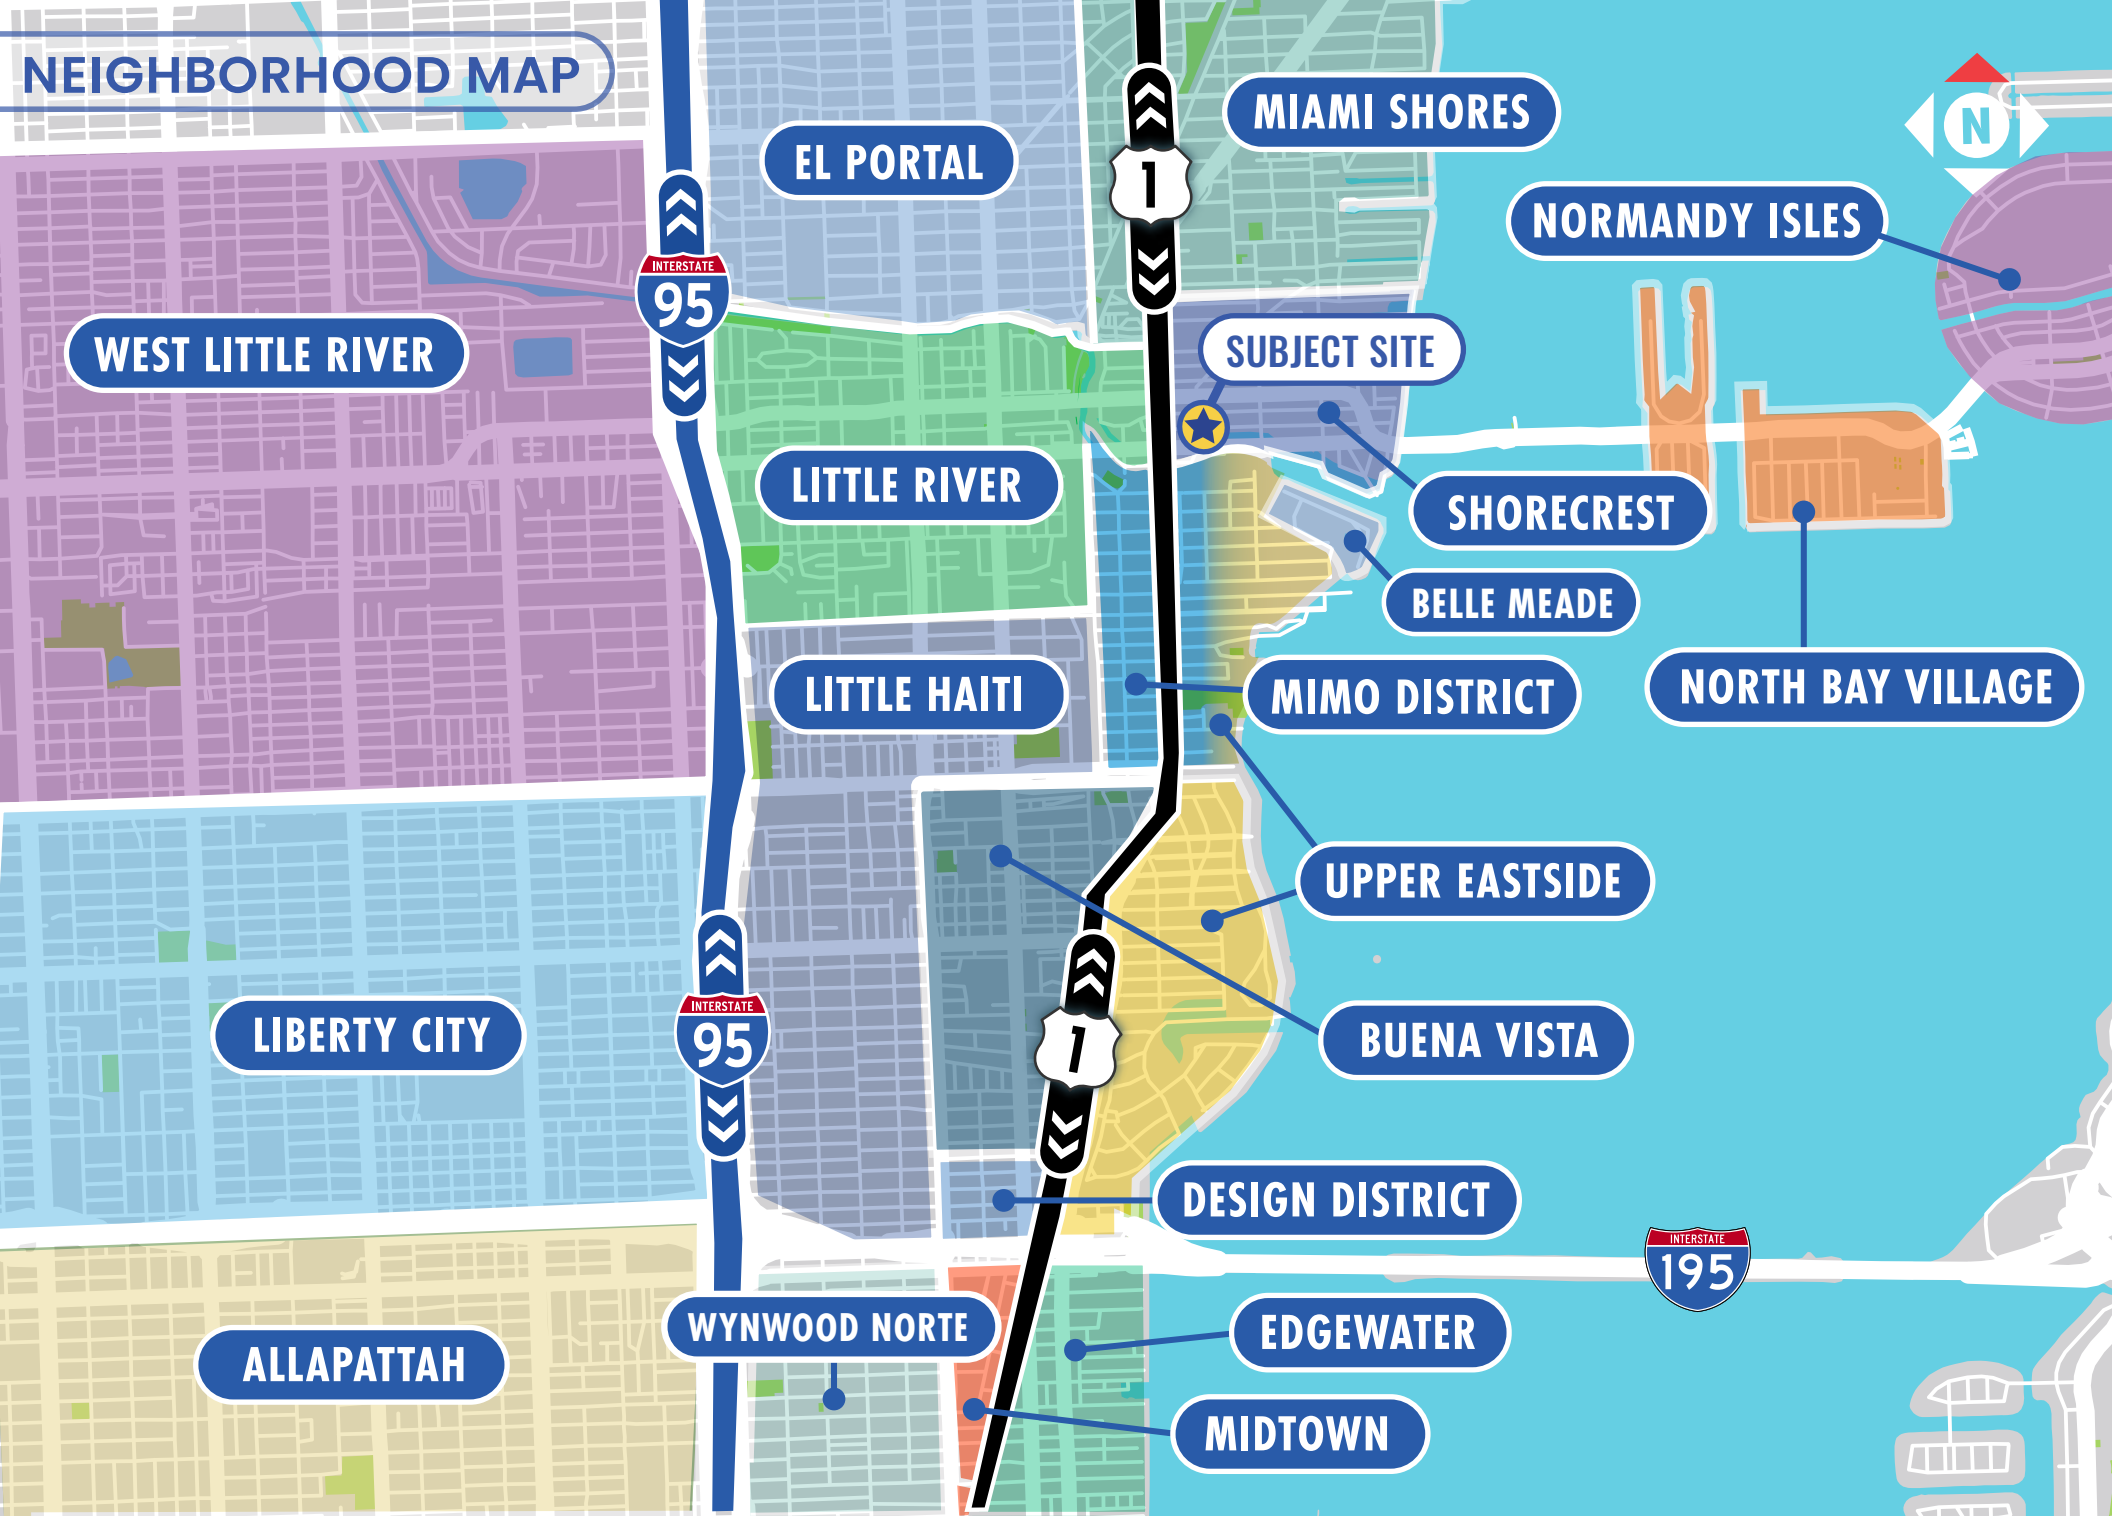 NEIGHBORHOOD MAP
MIAMI SHORES
EL PORTAL
N
1
NORMANDY ISLES
INTERSTATE
95
WEST LITTLE RIVER
SUBJECT SITE
LITTLE RIVER
SHORECREST
BELLE MEADE
LITTLE HAITI
MIMO DISTRICT
NORTH BAY VILLAGE
UPPER EASTSIDE
INTERSTATE
95
LIBERTY CITY
1
BUENA VISTA
DESIGN DISTRICT
INTERSTATE
195
WYNWOOD NORTE
EDGEWATER
ALLAPATTAH
MIDTOWN